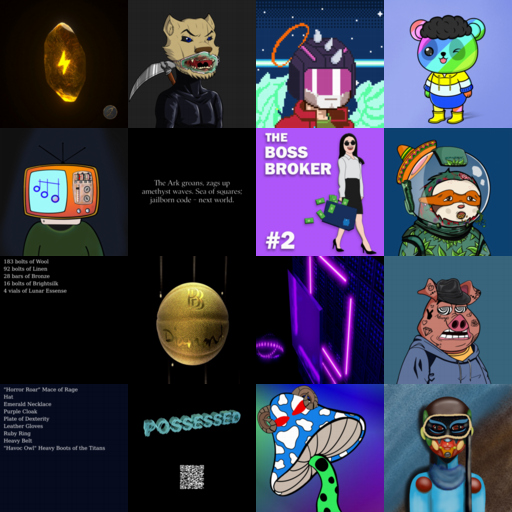 The Ark groans, zags up
amethyst waves. Sea of squares:
jailborn code - next world.
THE
BOSS
BROKER
#2
183 bolts of Wool
92 bolts of Linen
28 bars of Bronze
16 bolts of Brightsilk
4 vials of Lunar Essense
"Horror Roar" Mace of Rage
Hat
Emerald Necklace
Purple Cloak
Plate of Dexterity
Leather Gloves
Ruby Ring
Heavy Belt
"Havoc Owl" Heavy Boots of the Titans
POSSESSED